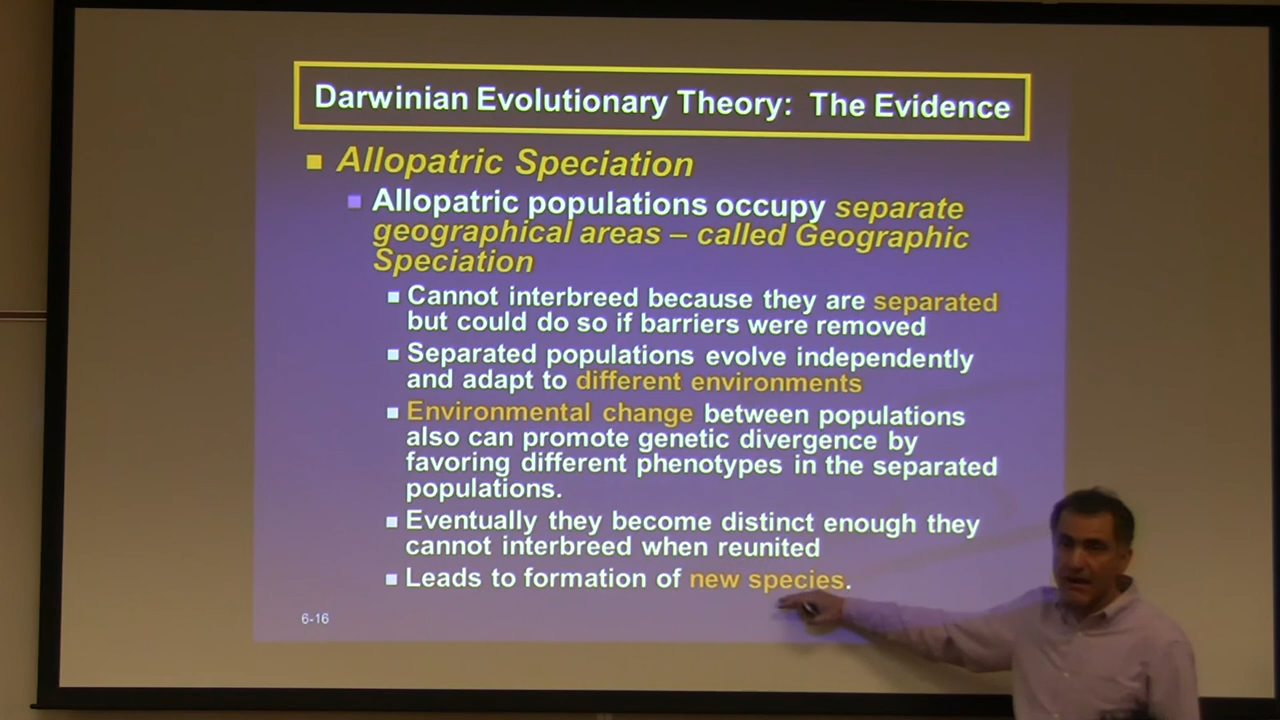 Darwinian Evolutionary Theory: The Evidence
Allopatric Speciation
Allopatric populations occupy separate
geographical areas – called Geographic
Speciation
Cannot interbreed because they are separated
but could do so if barriers were removed
Separated populations evolve independently
and adapt to different environments
Environmental change between populations
also can promote genetic divergence by
favoring different phenotypes in the separated
populations.
Eventually they become distinct enough they
cannot interbreed when reunited
Leads to formation of new species.
6-16